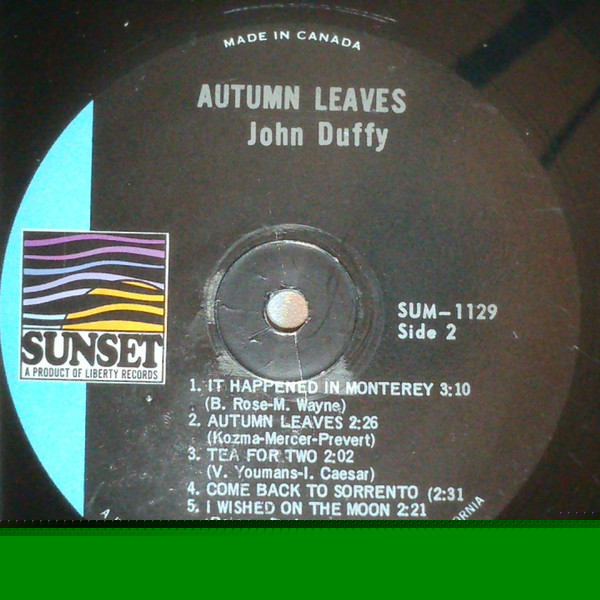 MADE IN CANADA
AUTUMN LEAVES
John Duffy
SUM-1129
Side 2
SUNSET
A PRODUCT OF LIBERTY RECORDS
1. IT HAPPENED IN MONTEREY 3:10
(B. Rose-M. Wayne)
2. AUTUMN LEAVES 2:26
(Kozma-Mercer-Prevert)
3. TEA FOR TWO 2:02
(V. Youmans-I. Caesar)
4. COME BACK TO SORRENTO (2:31
5. I WISHED ON THE MOON 2:21